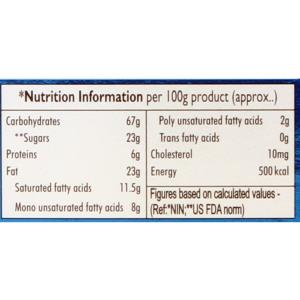 *Nutrition Information per 100g product (approx..)
Carbohydrates 67g
**Sugars 23g
Proteins 6g
Fat 23g
Saturated fatty acids 11.5g
Mono unsaturated fatty acids 8g
Poly unsaturated fatty acids 2g
Trans fatty acids 0g
Cholesterol 10mg
Energy 500 kcal
Figures based on calculated values -
(Ref:*NIN;**US FDA norm)